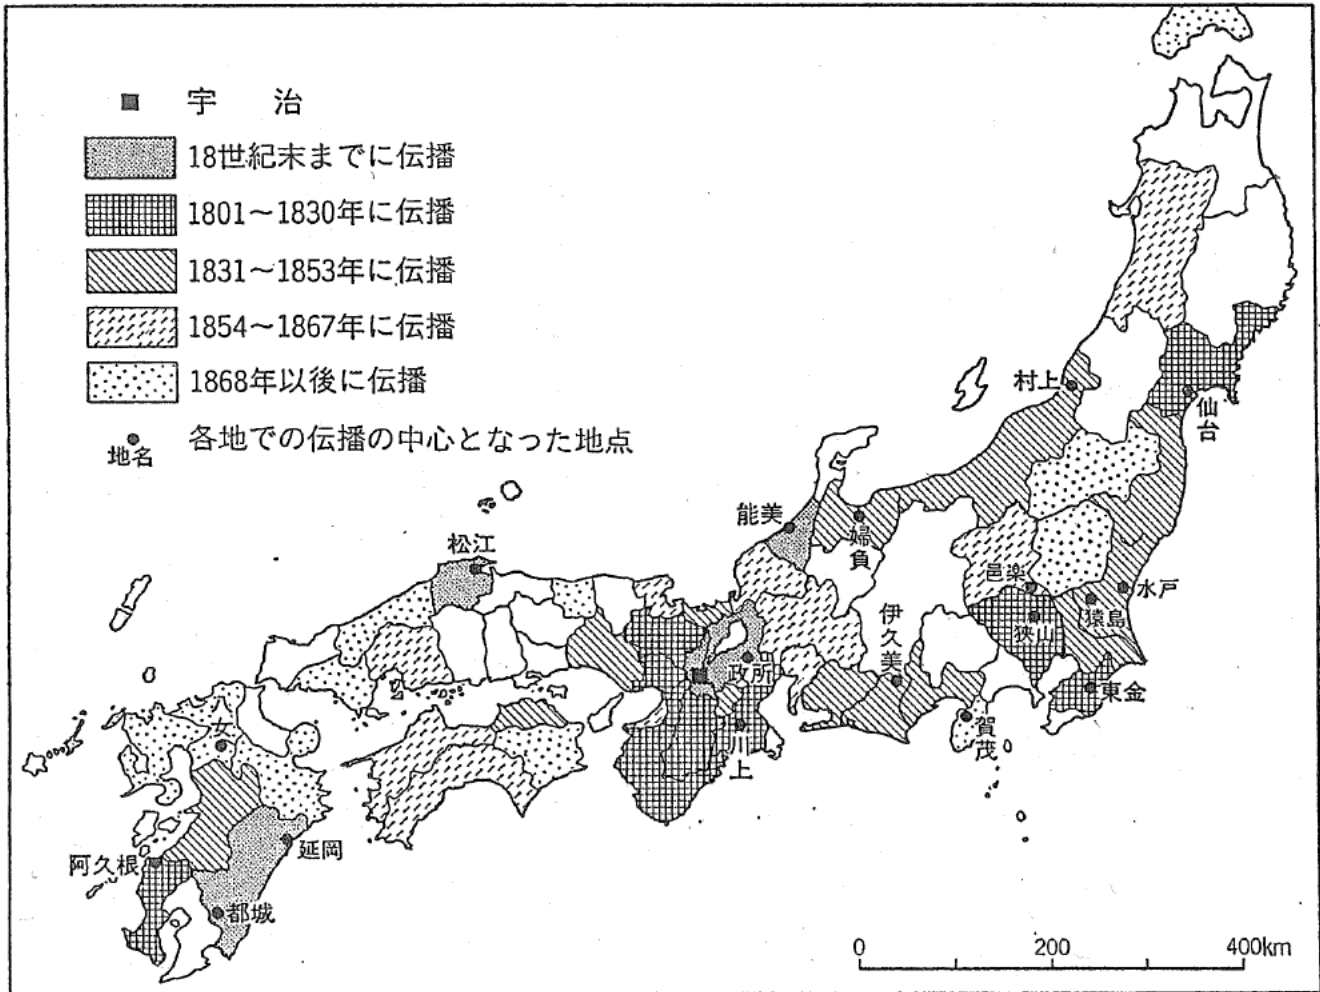 宇 治
18世紀末までに伝播
1801～1830年に伝播
1831～1853年に伝播
1854～1867年に伝播
1868年以後に伝播
地名 各地での伝播の中心となった地点
村上
仙台
能美
婦負
松江
邑楽
水戸
猿島
狭山
伊久美
政所
東金
賀茂
川上
八女
延岡
阿久根
都城
0 200 400km